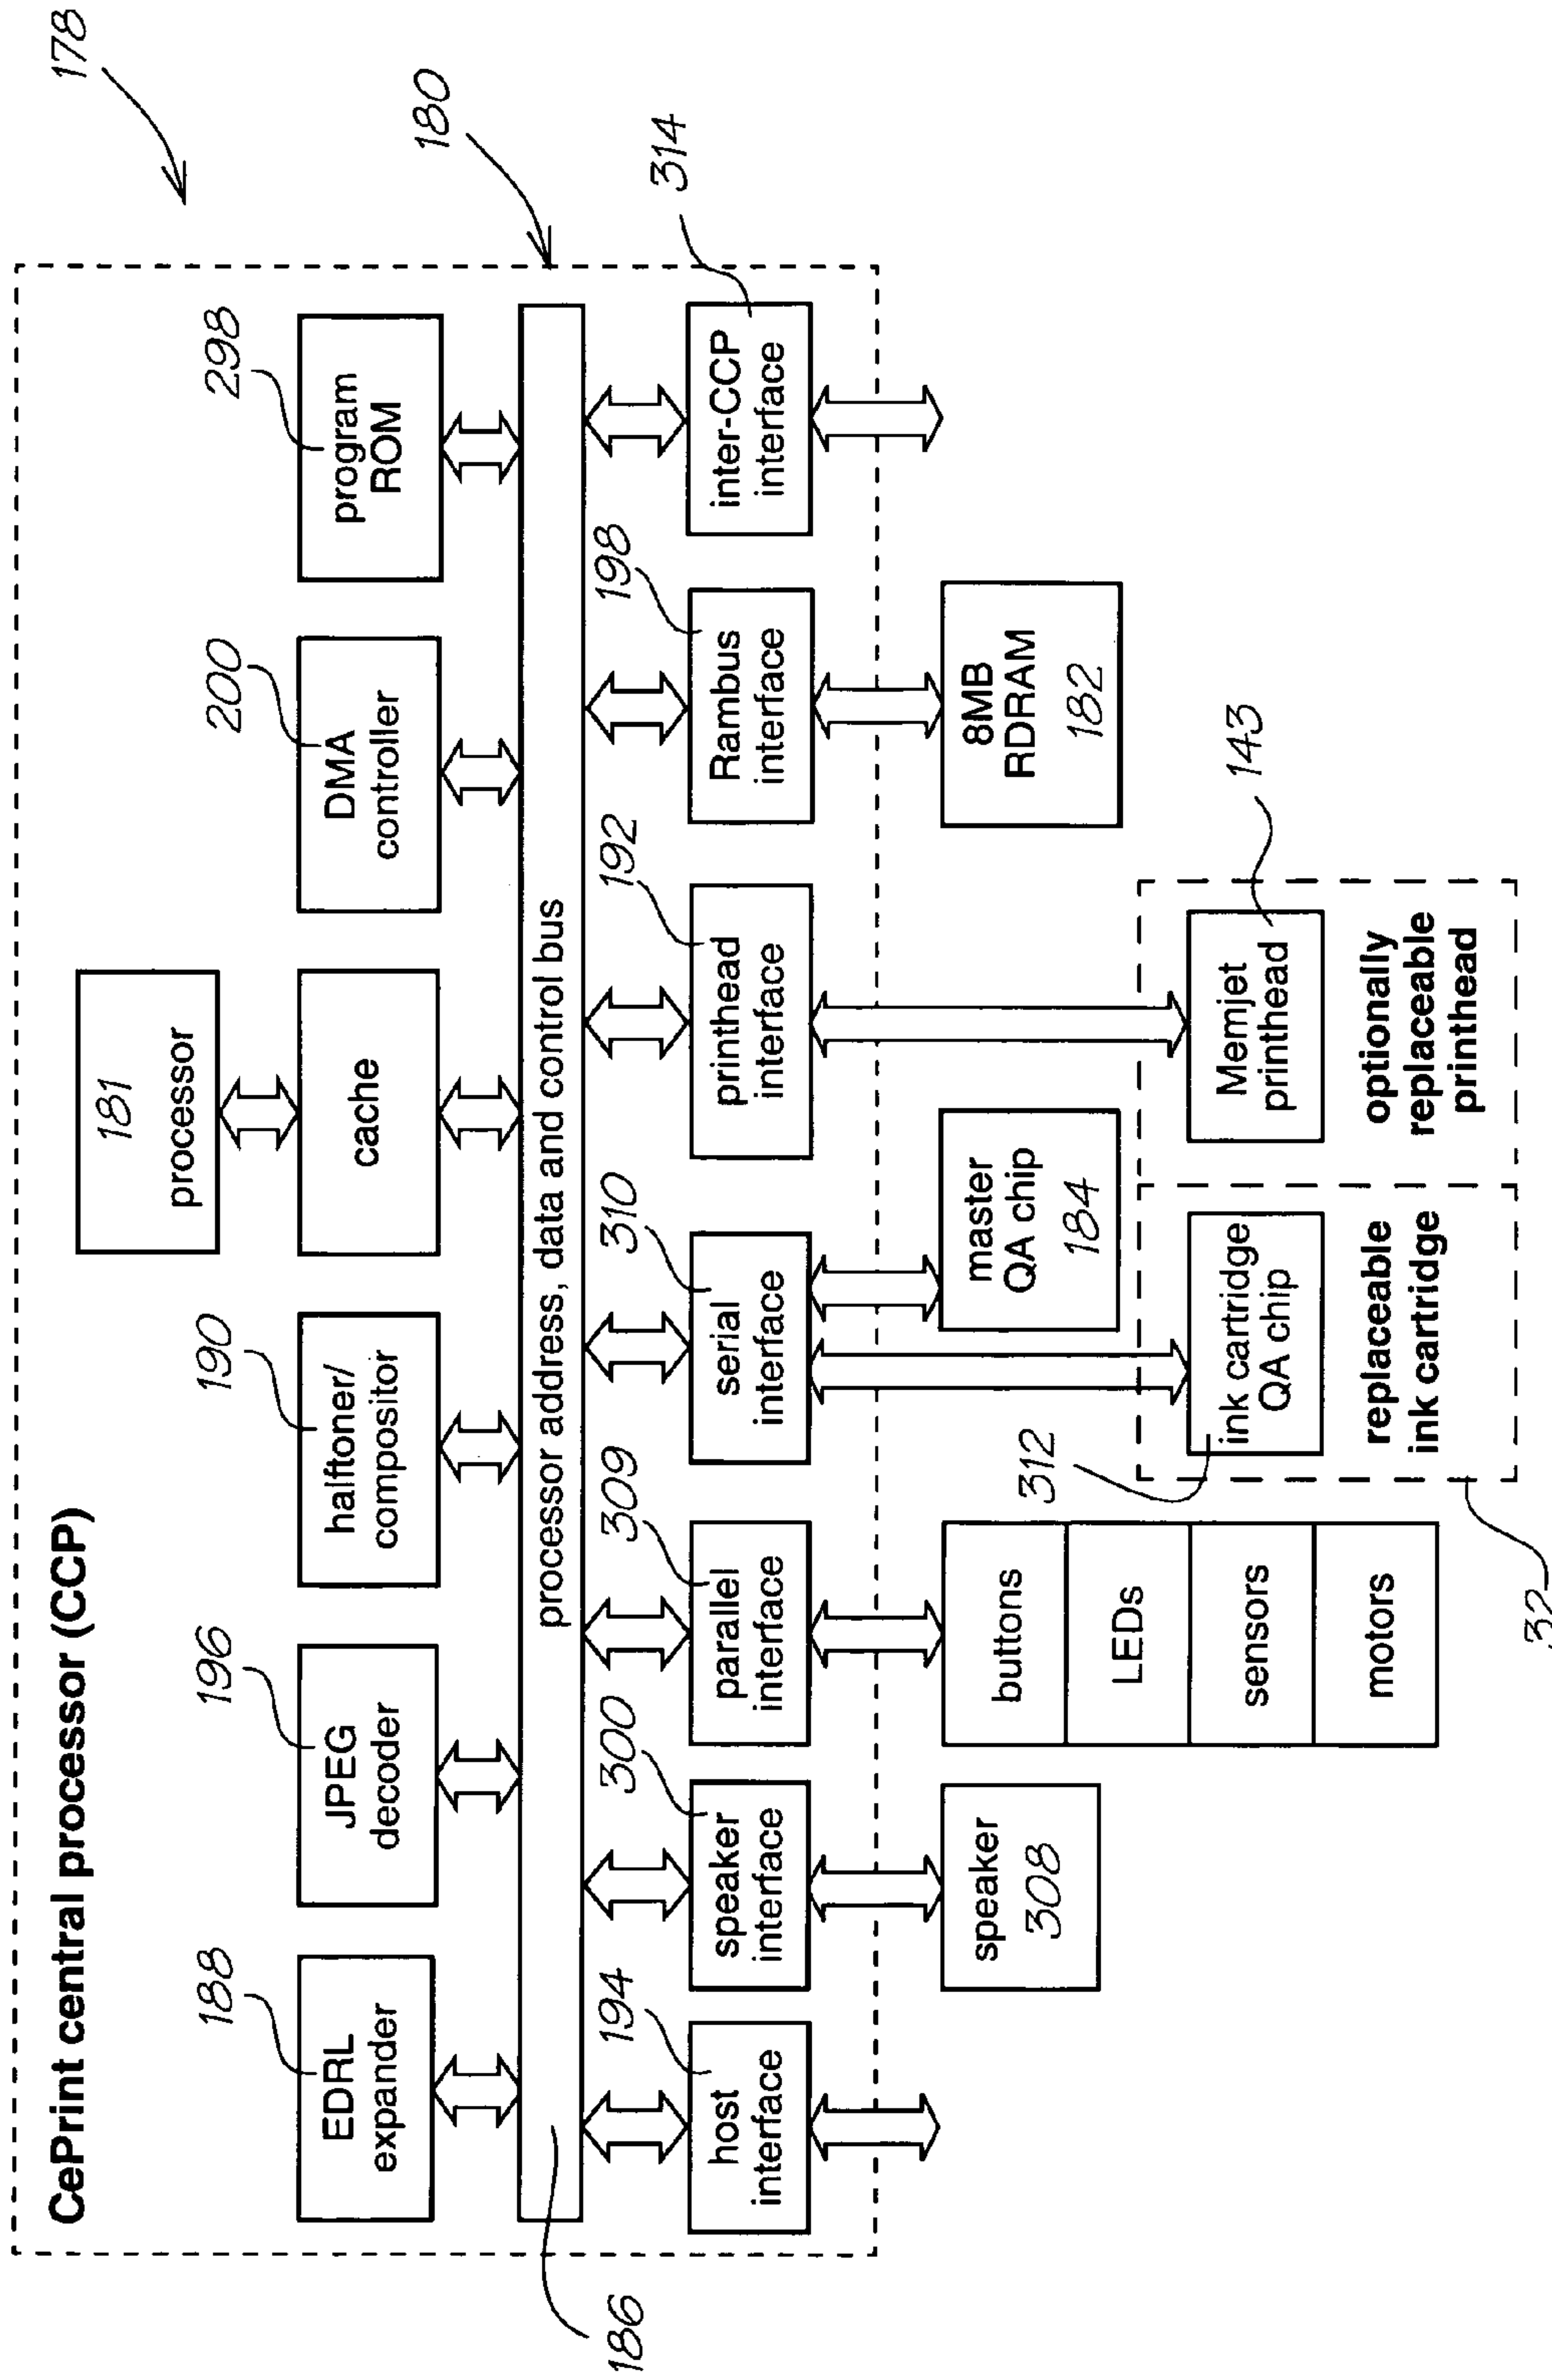 178
CePrint central processor (CCP)
181
processor
180
188
196
190
200
298
EDRL
expander
JPEG
decoder
halftoner/
compositor
cache
DMA
controller
program
ROM
186
processor address, data and control bus
194
300
309
310
192
198
314
host
interface
speaker
interface
parallel
interface
serial
interface
printhead
interface
Rambus
interface
inter-CCP
interface
speaker
308
buttons
LEDs
sensors
motors
master
QA chip
184
8MB
RDRAM
182
312
ink cartridge
QA chip
replaceable
ink cartridge
Memjet
printhead
143
optionally
replaceable
printhead
32